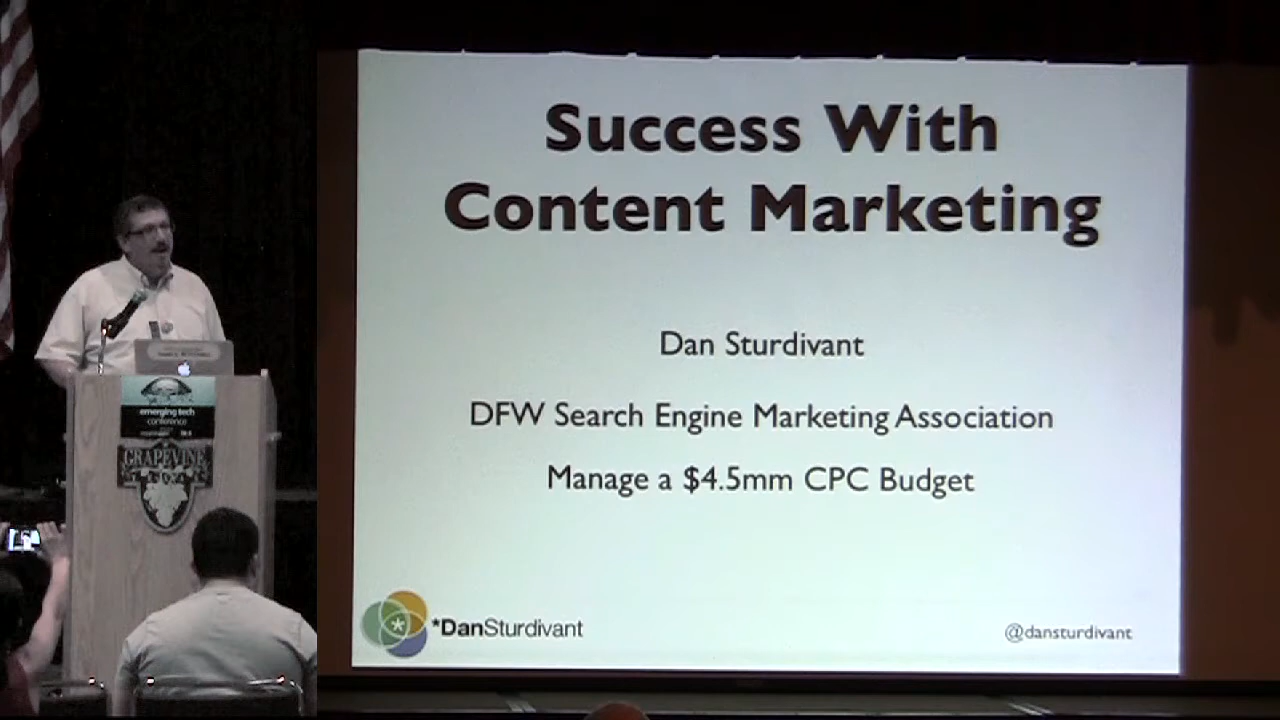 Success With
Content Marketing
Dan Sturdivant
DFW Search Engine Marketing Association
Manage a $4.5mm CPC Budget
*DanSturdivant
@dansturdivant
emerging tech
conference
GRAPEVINE